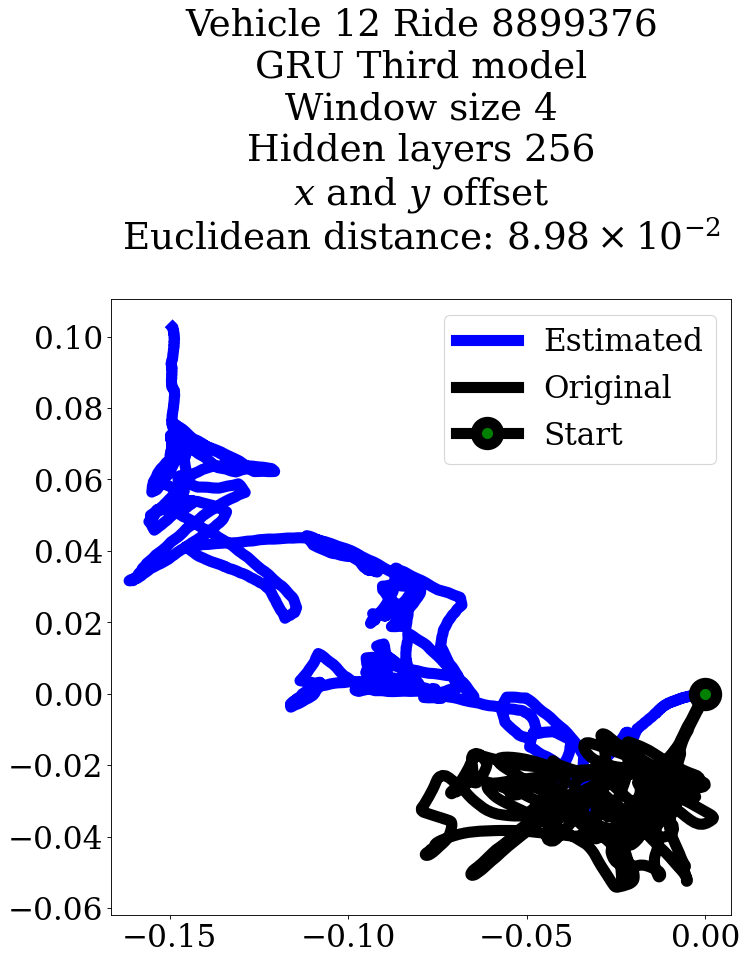 Vehicle 12 Ride 8899376
GRU Third model
Window size 4
Hidden layers 256
x and y offset
Euclidean distance: 8.98 × 10⁻²
Estimated
Original
Start
0.10
0.08
0.06
0.04
0.02
0.00
−0.02
−0.04
−0.06
−0.15 −0.10 −0.05 0.00